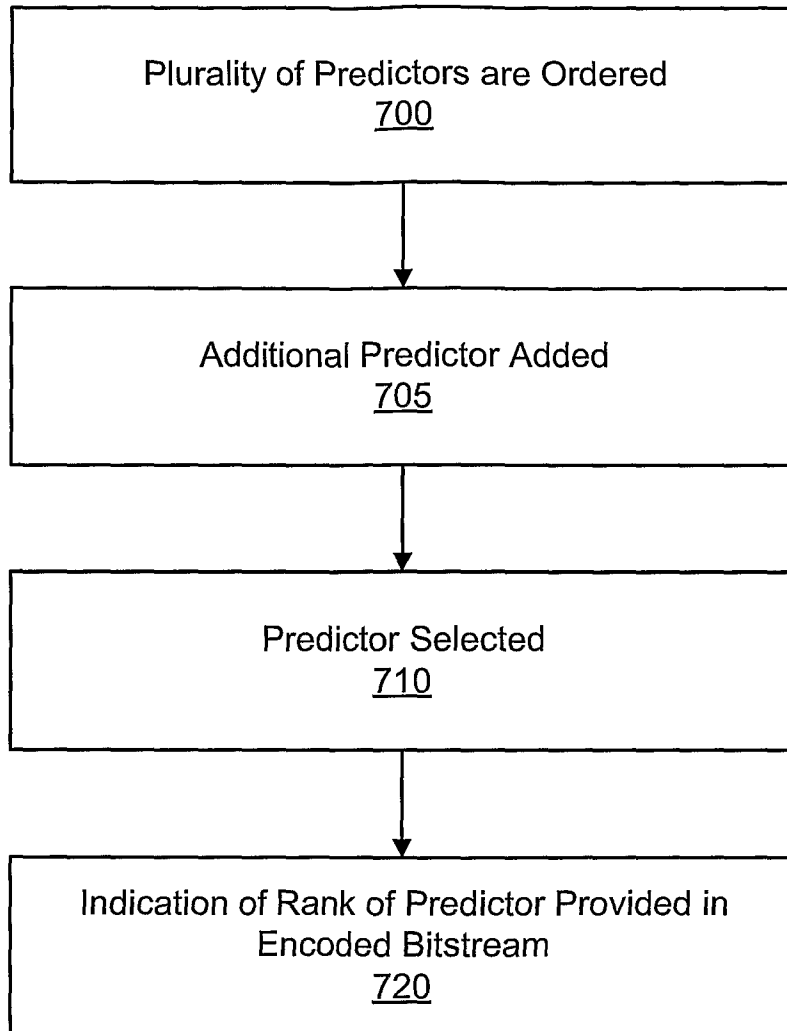 Plurality of Predictors are Ordered
700
Additional Predictor Added
705
Predictor Selected
710
Indication of Rank of Predictor Provided in
Encoded Bitstream
720